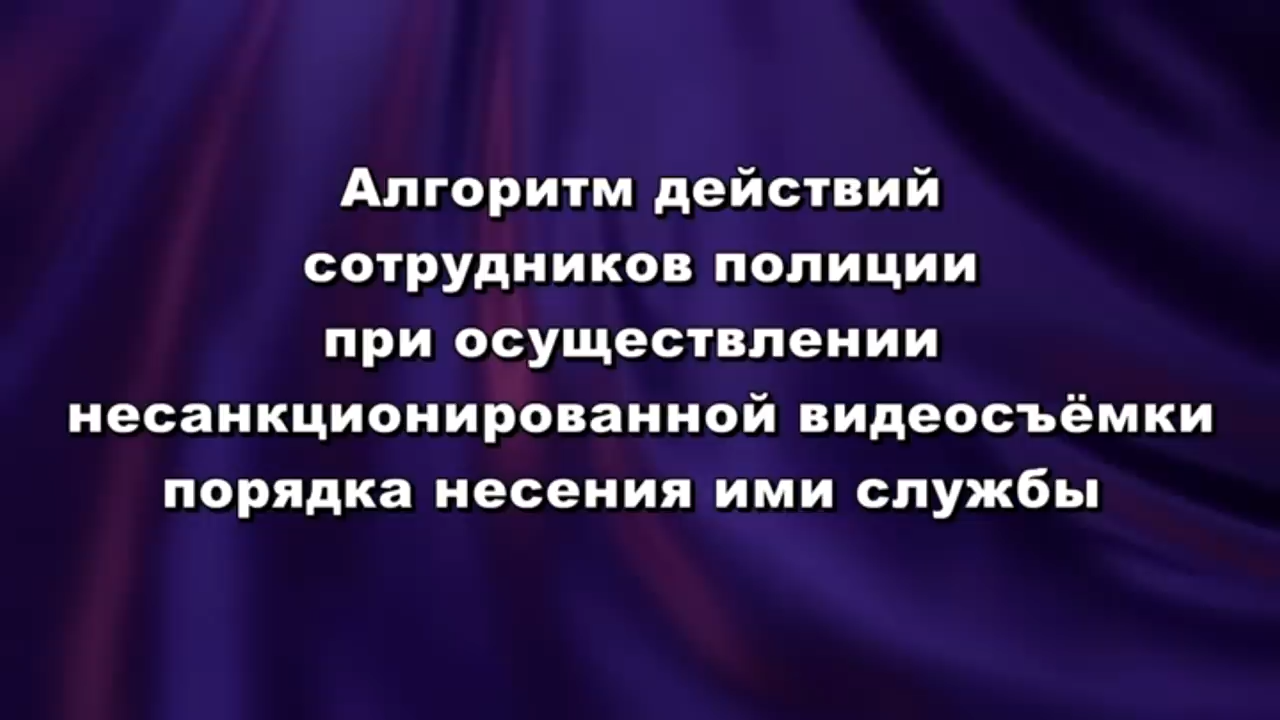 Алгоритм действий
сотрудников полиции
при осуществлении
несанкционированной видеосъёмки
порядка несения ими службы